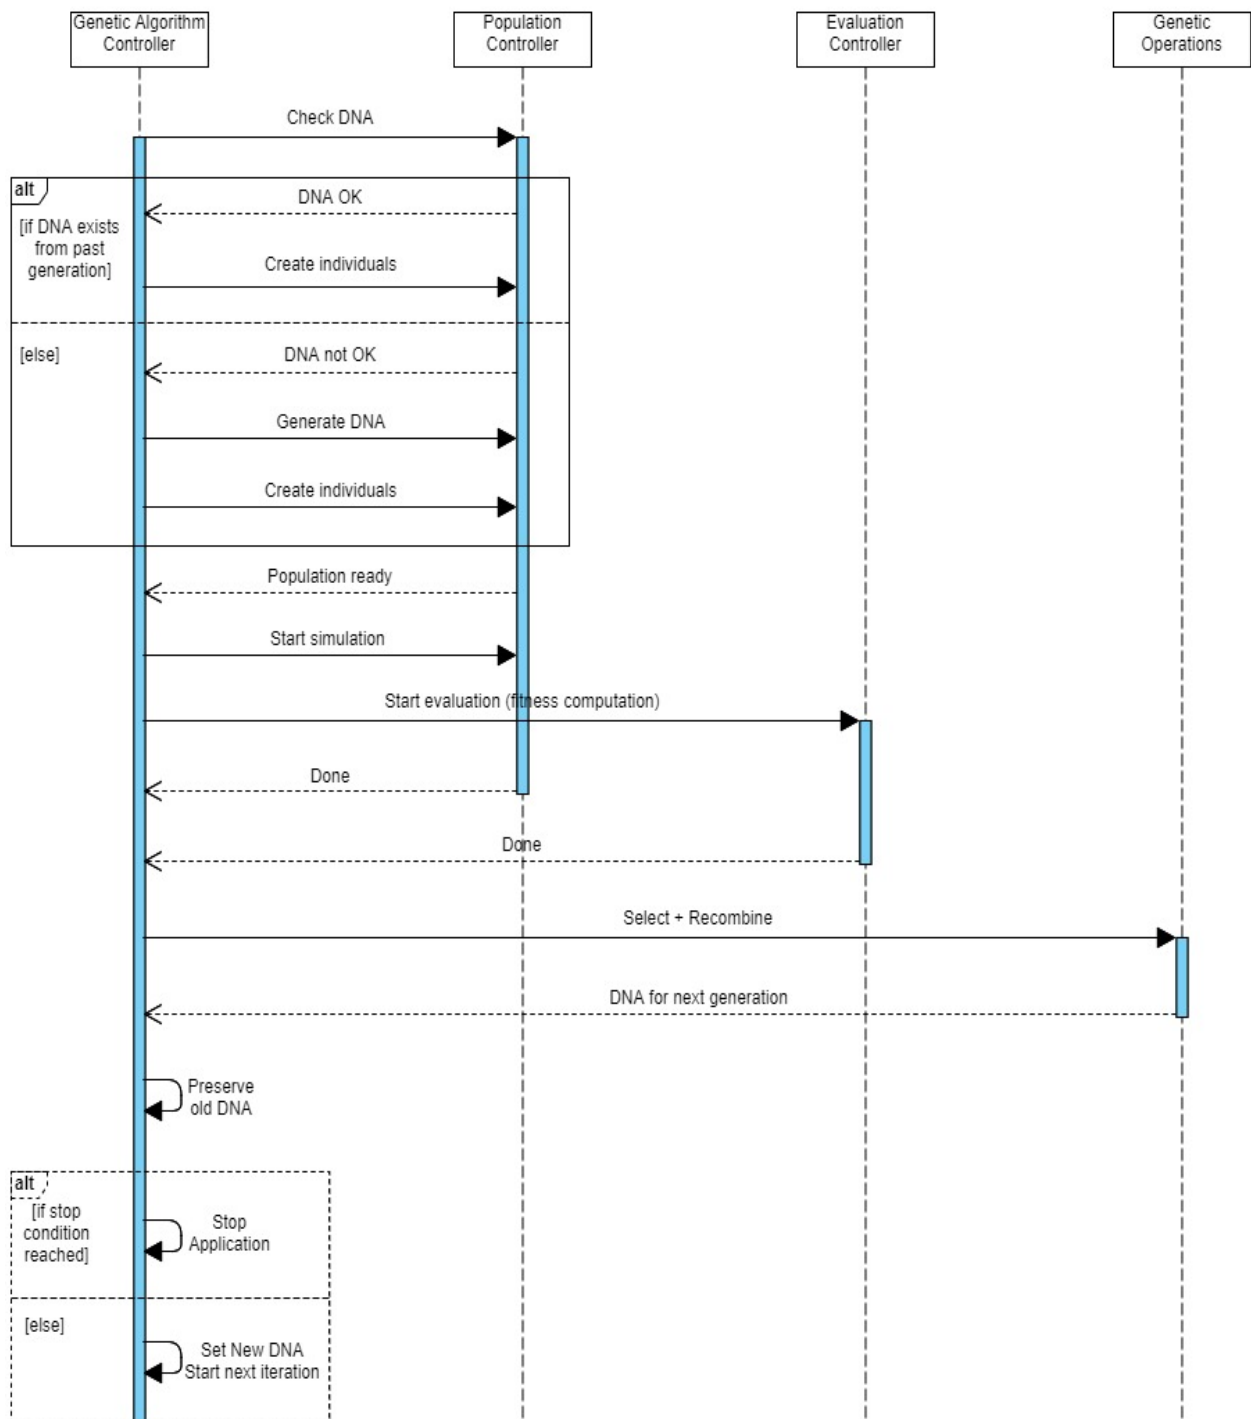 Genetic Algorithm
Controller
Population
Controller
Evaluation
Controller
Genetic
Operations
Check DNA
alt
DNA OK
[if DNA exists
from past
generation]
Create individuals
[else]
DNA not OK
Generate DNA
Create individuals
Population ready
Start simulation
Start evaluation (fitness computation)
Done
Done
Select + Recombine
DNA for next generation
Preserve
old DNA
alt
[if stop
condition
reached]
Stop
Application
[else]
Set New DNA
Start next iteration